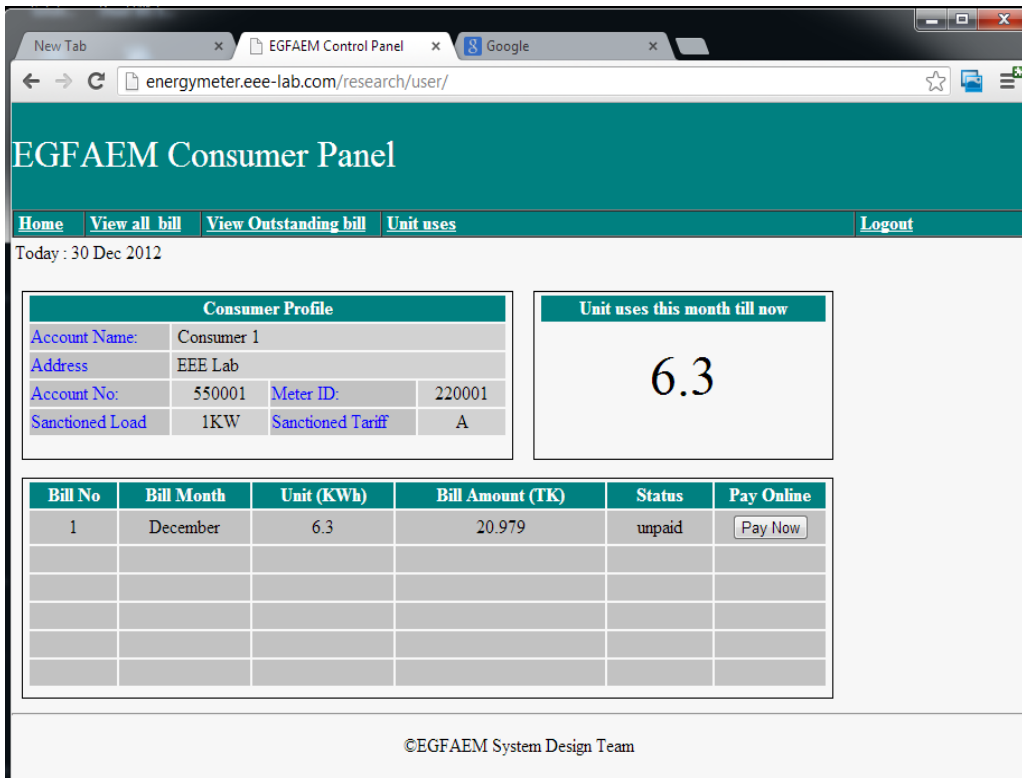 New Tab
EGFAEM Control Panel
Google
energymeter.eee-lab.com/research/user/
EGFAEM Consumer Panel
Home View all bill View Outstanding bill Unit uses Logout
Today : 30 Dec 2012
Consumer Profile
Account Name: Consumer 1
Address EEE Lab
Account No: 550001 Meter ID: 220001
Sanctioned Load 1KW Sanctioned Tariff A
Unit uses this month till now
6.3
Bill No Bill Month Unit (KWh) Bill Amount (TK) Status Pay Online
1 December 6.3 20.979 unpaid Pay Now
©EGFAEM System Design Team